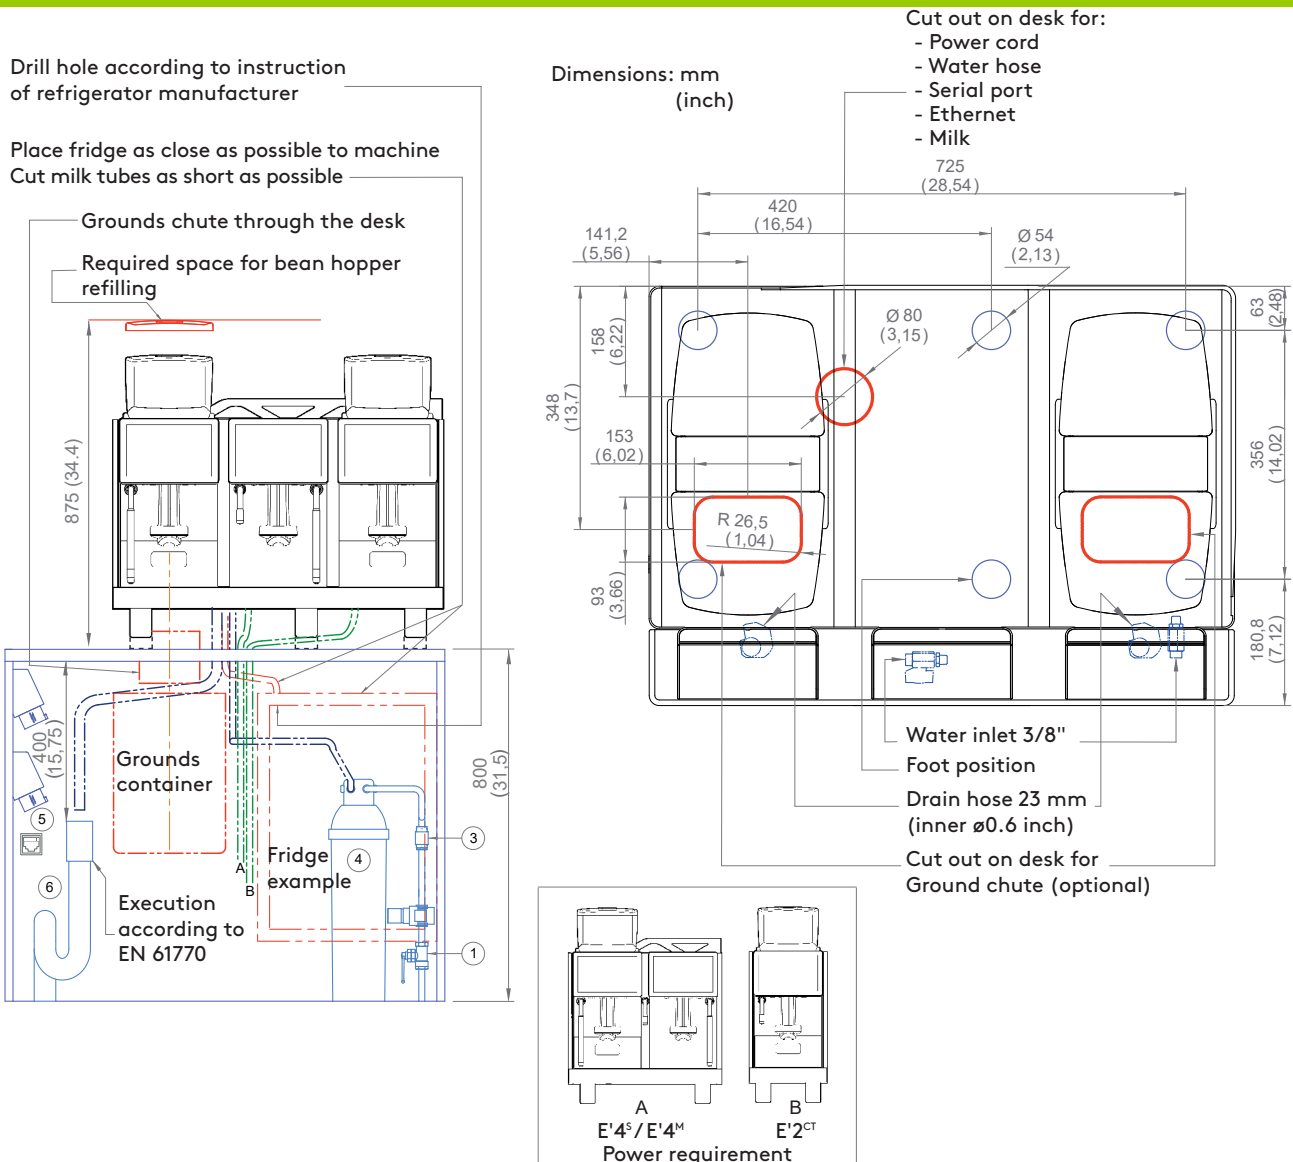 Drill hole according to instruction
of refrigerator manufacturer
Place fridge as close as possible to machine
Cut milk tubes as short as possible
Grounds chute through the desk
Required space for bean hopper
refilling
875 (34.4)
400
(15,75)
Grounds
container
800
(31,5)
5
6
A
B
Fridge
example
4
3
1
Execution
according to
EN 61770
Dimensions: mm
(inch)
Cut out on desk for:
- Power cord
- Water hose
- Serial port
- Ethernet
- Milk
725
(28,54)
420
(16,54)
141,2
(5,56)
Ø 54
(2,13)
63
(2,48)
158
(6,22)
Ø 80
(3,15)
348
(13,7)
153
(6,02)
356
(14,02)
R 26,5
(1,04)
93
(3,66)
180,8
(7,12)
Water inlet 3/8"
Foot position
Drain hose 23 mm
(inner ø0.6 inch)
Cut out on desk for
Ground chute (optional)
A
E'4ˢ/E'4ᴹ
B
E'2ᶜᵀ
Power requirement